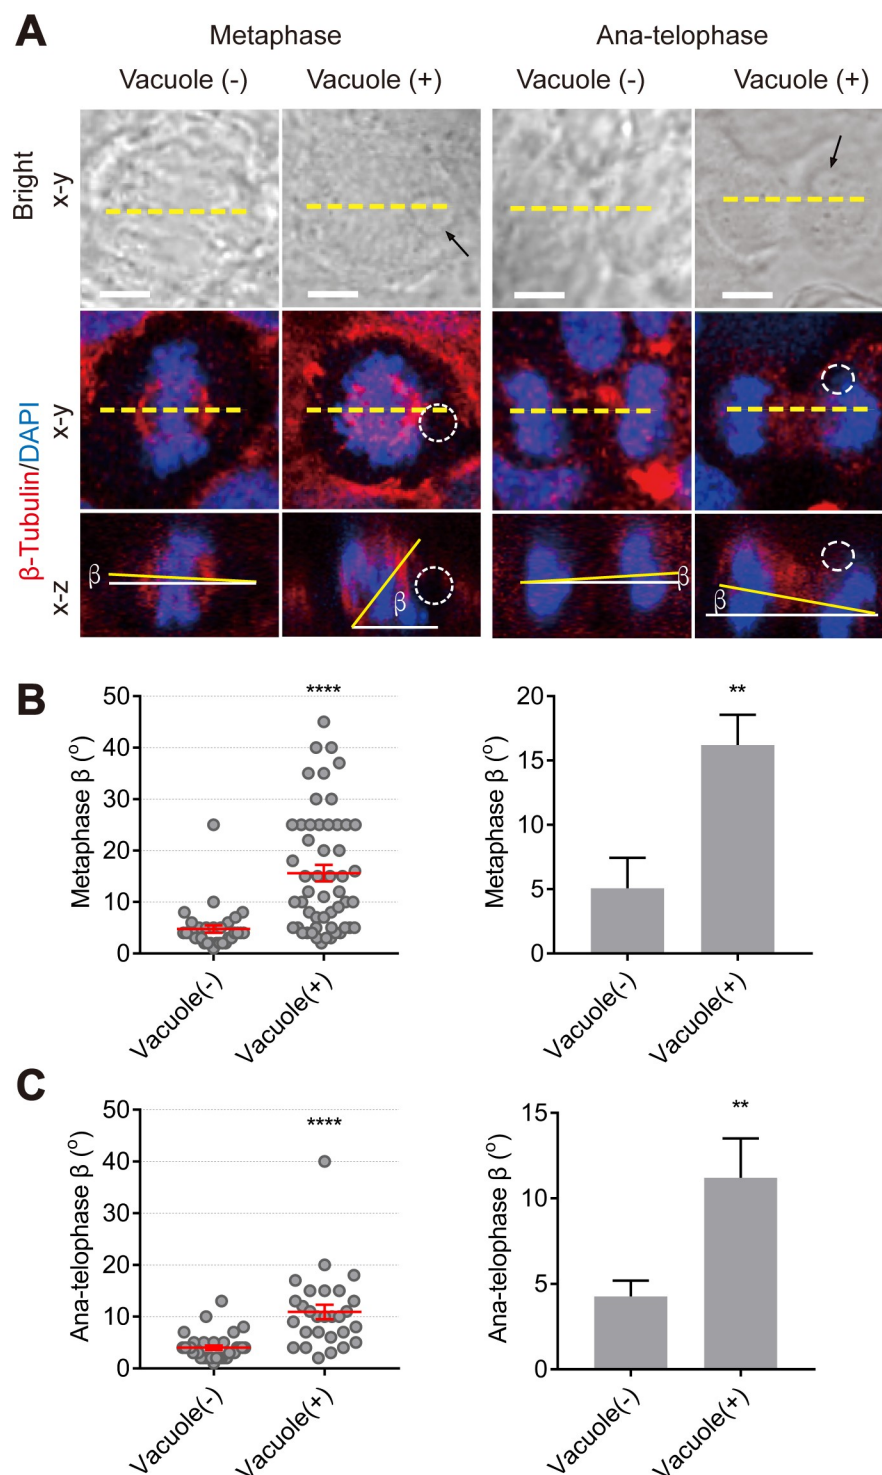 A
Metaphase
Ana-telophase
Vacuole (-)
Vacuole (+)
Vacuole (-)
Vacuole (+)
Bright
x-y
β-Tubulin/DAPI
x-y
x-z
β
β
β
β
B
****
50
40
30
20
10
0
Metaphase β (o)
Vacuole(-)
Vacuole(+)
**
20
15
10
5
0
Metaphase β (o)
Vacuole(-)
Vacuole(+)
C
****
50
40
30
20
10
0
Ana-telophase β (o)
Vacuole(-)
Vacuole(+)
**
15
10
5
0
Ana-telophase β (o)
Vacuole(-)
Vacuole(+)